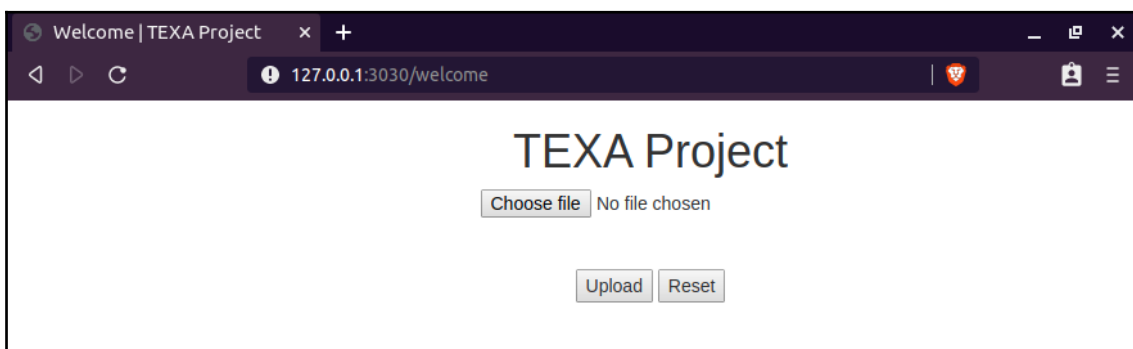 Welcome | TEXA Project
127.0.0.1:3030/welcome
TEXA Project
Choose file No file chosen
Upload Reset